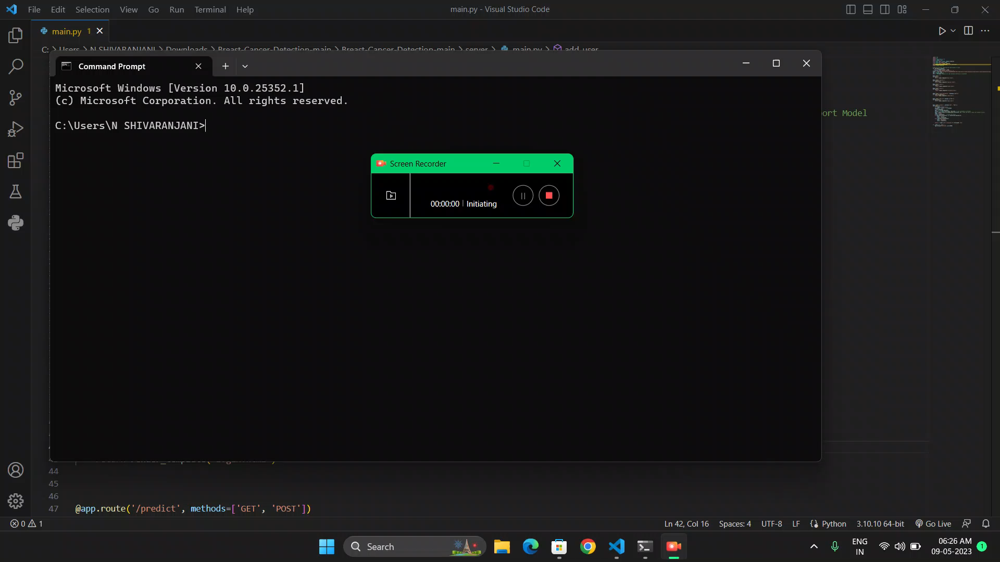 File Edit Selection View Go Run Terminal Help
main.py - Visual Studio Code
main.py 1
C: > Users > N SHIVARANJANI > Downloads > Breast-Cancer-Detection-main > Breast-Cancer-Detection-main > server > main.py > add_user
Command Prompt
Microsoft Windows [Version 10.0.25352.1]
(c) Microsoft Corporation. All rights reserved.
ort Model
C:\Users\N SHIVARANJANI>
Screen Recorder
00:00:00 | Initiating
44
45
46
47 @app.route('/predict', methods=['GET', 'POST'])
0 1
Ln 42, Col 16 Spaces: 4 UTF-8 LF Python 3.10.10 64-bit Go Live
Search
ENG
IN
06:26 AM
09-05-2023
1